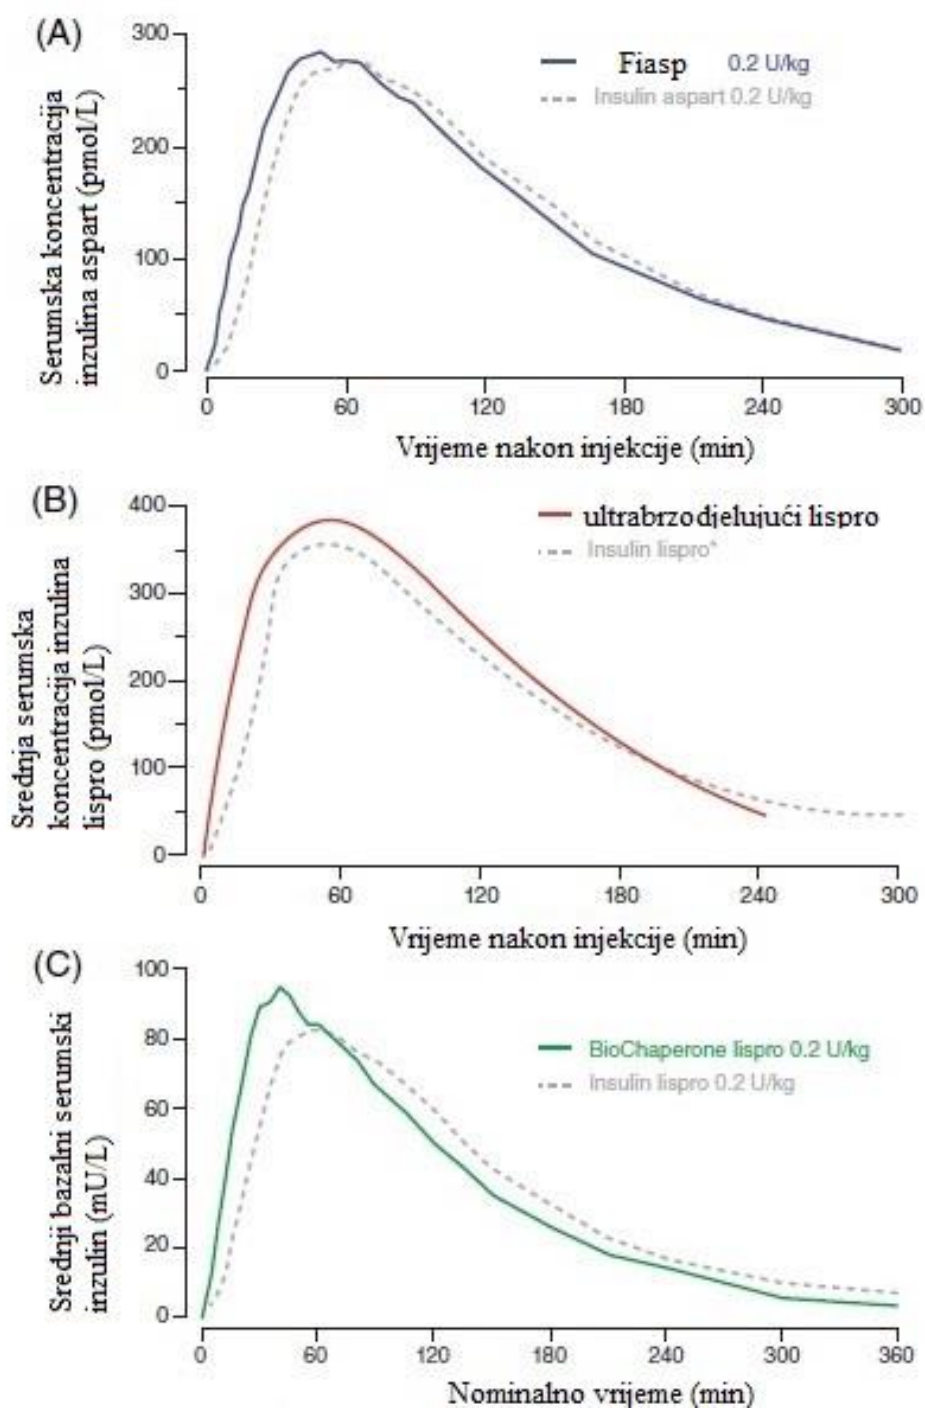 (A)
300
200
100
0
Serumska koncentracija
inzulina aspart (pmol/L)
Fiasp 0.2 U/kg
Insulin aspart 0.2 U/kg
0 60 120 180 240 300
Vrijeme nakon injekcije (min)
(B)
400
300
200
100
0
Srednja serumska
koncentracija inzulina
lispro (pmol/L)
ultrabrzodjelujući lispro
Insulin lispro*
0 60 120 180 240 300
Vrijeme nakon injekcije (min)
(C)
100
80
60
40
20
0
Srednji bazalni serumski
inzulin (mU/L)
BioChaperone lispro 0.2 U/kg
Insulin lispro 0.2 U/kg
0 60 120 180 240 300 360
Nominalno vrijeme (min)